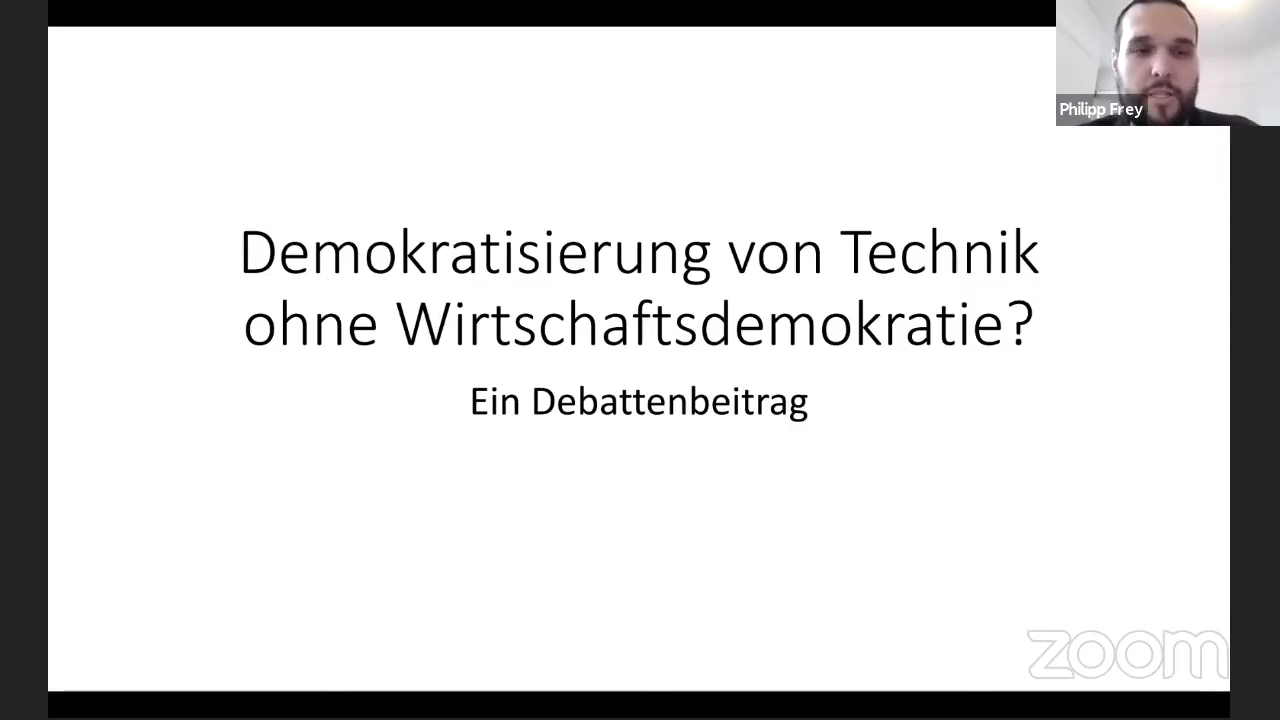 Philipp Frey
Demokratisierung von Technik
ohne Wirtschaftsdemokratie?
Ein Debattenbeitrag
zoom